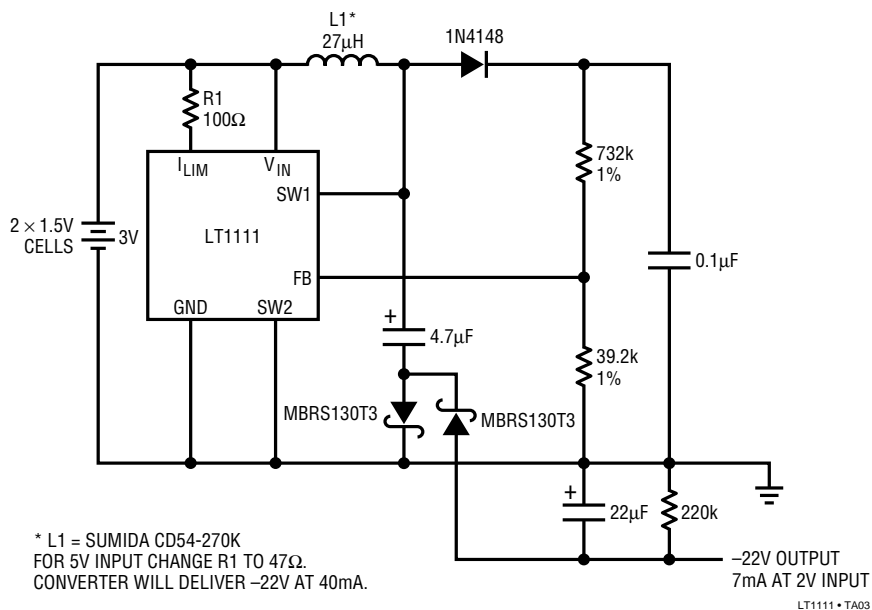 L1*
27μH
1N4148
R1
100Ω
I LIM
V IN
SW1
732k
1%
2 × 1.5V
CELLS
3V
LT1111
0.1μF
FB
GND
SW2
+
4.7μF
39.2k
1%
MBRS130T3
MBRS130T3
+
22μF
220k
* L1 = SUMIDA CD54-270K
FOR 5V INPUT CHANGE R1 TO 47Ω.
CONVERTER WILL DELIVER –22V AT 40mA.
–22V OUTPUT
7mA AT 2V INPUT
LT1111 • TA03